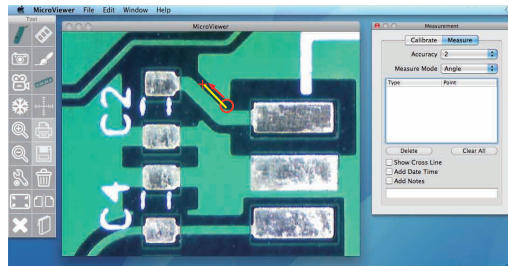 MicroViewer File Edit Window Help
Tool
MicroViewer
C2
C4
Measurement
Calibrate Measure
Accuracy 2
Measure Mode Angle
Type Point
Delete Clear All
Show Cross Line
Add Date Time
Add Notes